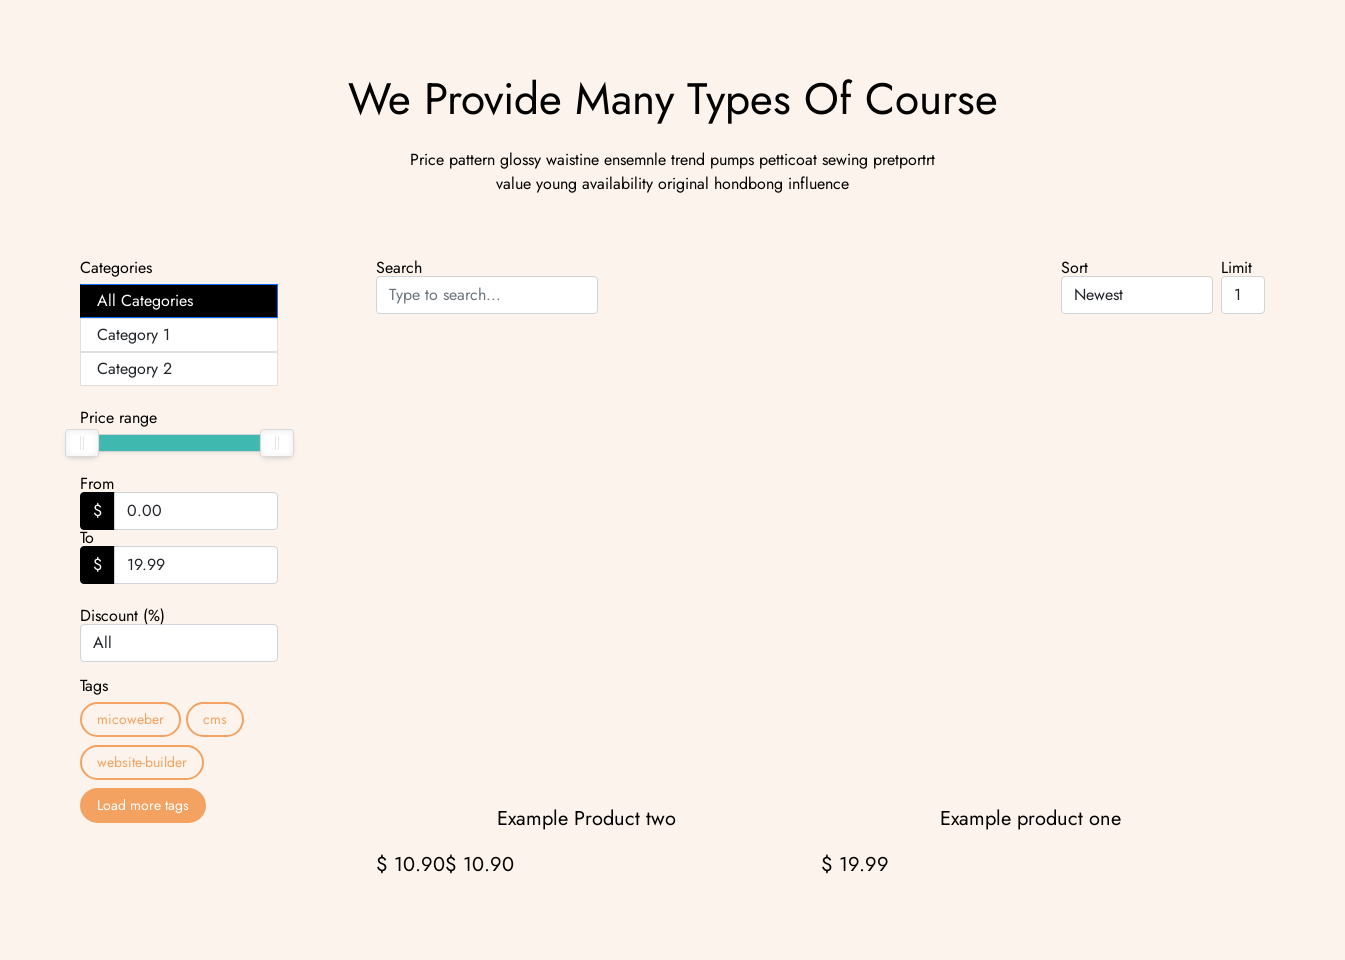 We Provide Many Types Of Course
Price pattern glossy waistine ensemnle trend pumps petticoat sewing pretportrt
value young availability original hondbong influence
Categories
All Categories
Category 1
Category 2
Price range
From
$ 0.00
To
$ 19.99
Discount (%)
All
Tags
micoweber cms
website-builder
Load more tags
Search
Type to search...
Sort
Newest
Limit
1
Example Product two
$ 10.90$ 10.90
Example product one
$ 19.99